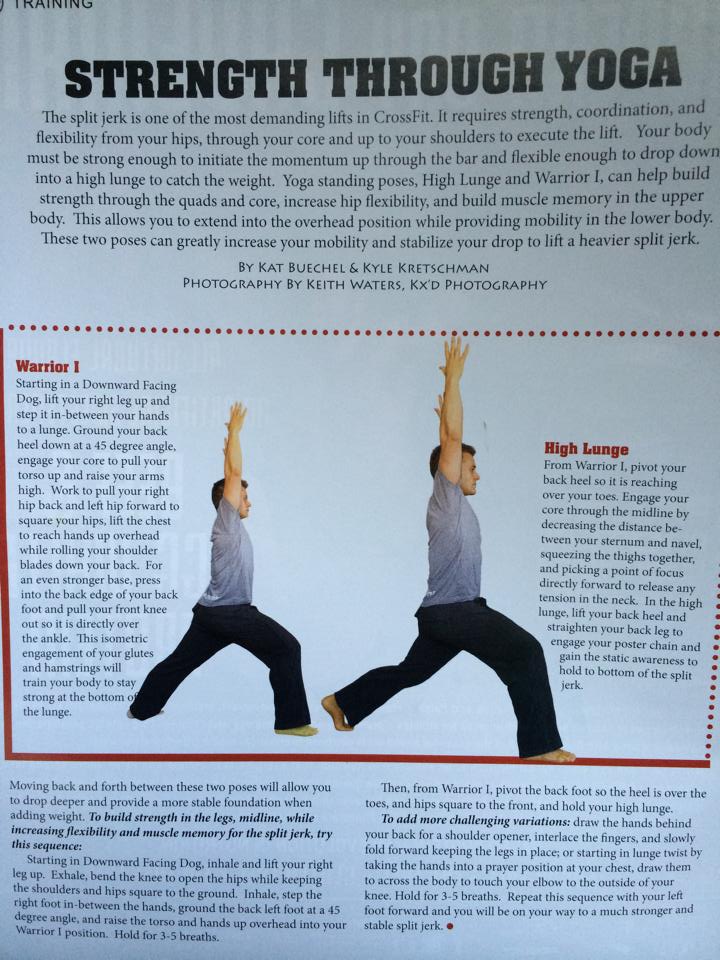 TRAINING
STRENGTH THROUGH YOGA
The split jerk is one of the most demanding lifts in CrossFit. It requires strength, coordination, and
flexibility from your hips, through your core and up to your shoulders to execute the lift. Your body
must be strong enough to initiate the momentum up through the bar and flexible enough to drop down
into a high lunge to catch the weight. Yoga standing poses, High Lunge and Warrior I, can help build
strength through the quads and core, increase hip flexibility, and build muscle memory in the upper
body. This allows you to extend into the overhead position while providing mobility in the lower body.
These two poses can greatly increase your mobility and stabilize your drop to lift a heavier split jerk.
BY KAT BUECHEL & KYLE KRETSCHMAN
PHOTOGRAPHY BY KEITH WATERS, KX'D PHOTOGRAPHY
Warrior I
Starting in a Downward Facing
Dog, lift your right leg up and
step it in-between your hands
to a lunge. Ground your back
heel down at a 45 degree angle,
engage your core to pull your
torso up and raise your arms
high. Work to pull your right
hip back and left hip forward to
square your hips, lift the chest
to reach hands up overhead
while rolling your shoulder
blades down your back. For
an even stronger base, press
into the back edge of your back
foot and pull your front knee
out so it is directly over
the ankle. This isometric
engagement of your glutes
and hamstrings will
train your body to stay
strong at the bottom of
the lunge.
High Lunge
From Warrior I, pivot your
back heel so it is reaching
over your toes. Engage your
core through the midline by
decreasing the distance be-
tween your sternum and navel,
squeezing the thighs together,
and picking a point of focus
directly forward to release any
tension in the neck. In the high
lunge, lift your back heel and
straighten your back leg to
engage your poster chain and
gain the static awareness to
hold to bottom of the split
jerk.
Moving back and forth between these two poses will allow you
to drop deeper and provide a more stable foundation when
adding weight. To build strength in the legs, midline, while
increasing flexibility and muscle memory for the split jerk, try
this sequence:
Starting in Downward Facing Dog, inhale and lift your right
leg up. Exhale, bend the knee to open the hips while keeping
the shoulders and hips square to the ground. Inhale, step the
right foot in-between the hands, ground the back left foot at a 45
degree angle, and raise the torso and hands up overhead into your
Warrior I position. Hold for 3-5 breaths.
Then, from Warrior I, pivot the back foot so the heel is over the
toes, and hips square to the front, and hold your high lunge.
To add more challenging variations: draw the hands behind
your back for a shoulder opener, interlace the fingers, and slowly
fold forward keeping the legs in place; or starting in lunge twist by
taking the hands into a prayer position at your chest, draw them
to across the body to touch your elbow to the outside of your
knee. Hold for 3-5 breaths. Repeat this sequence with your left
foot forward and you will be on your way to a much stronger and
stable split jerk.